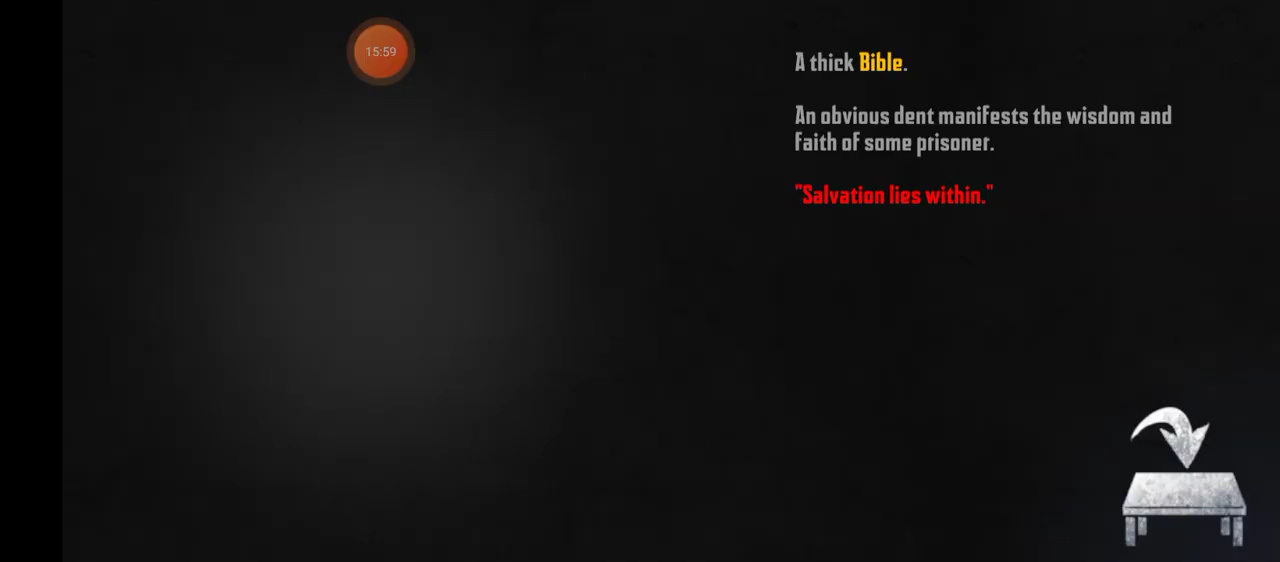 15:59
A thick Bible.
An obvious dent manifests the wisdom and
faith of some prisoner.
"Salvation lies within."